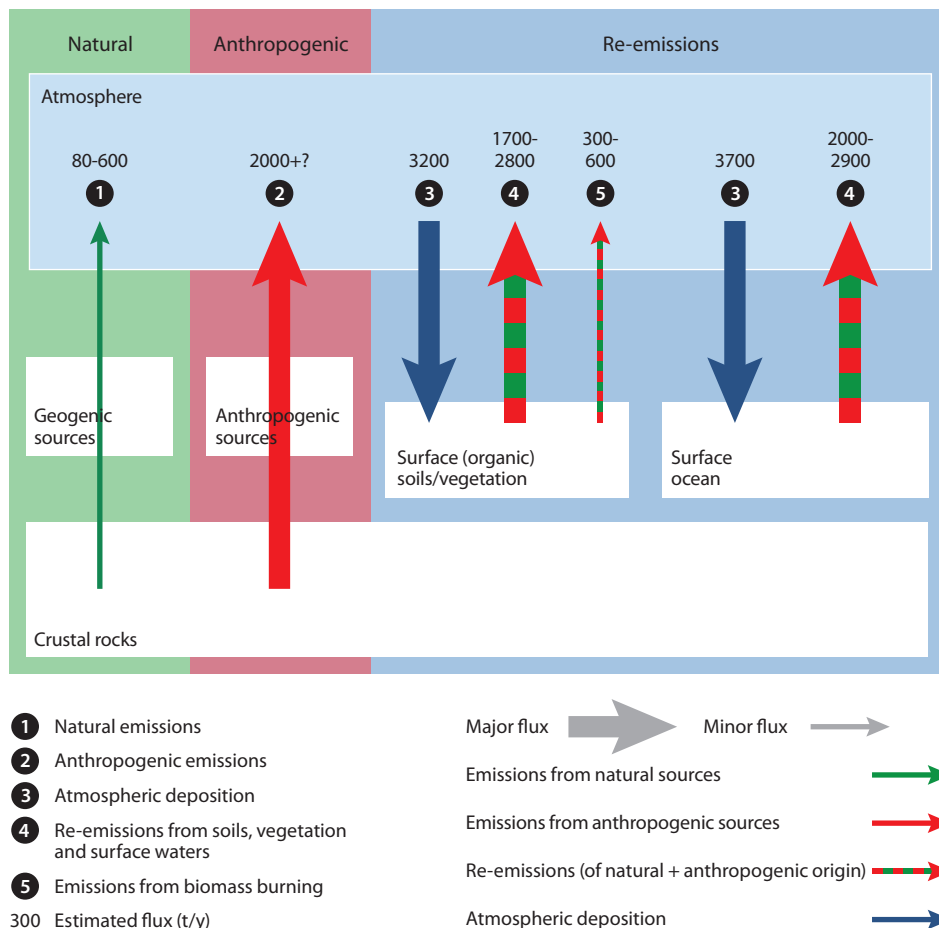 Natural
Anthropogenic
Re-emissions
Atmosphere
80-600
2000+?
3200
1700-
2800
300-
600
3700
2000-
2900
1
2
3
4
5
3
4
Geogenic
sources
Anthropogenic
sources
Surface (organic)
soils/vegetation
Surface
ocean
Crustal rocks
1 Natural emissions
2 Anthropogenic emissions
3 Atmospheric deposition
4 Re-emissions from soils, vegetation
and surface waters
5 Emissions from biomass burning
300 Estimated flux (t/y)
Major flux
Minor flux
Emissions from natural sources
Emissions from anthropogenic sources
Re-emissions (of natural + anthropogenic origin)
Atmospheric deposition